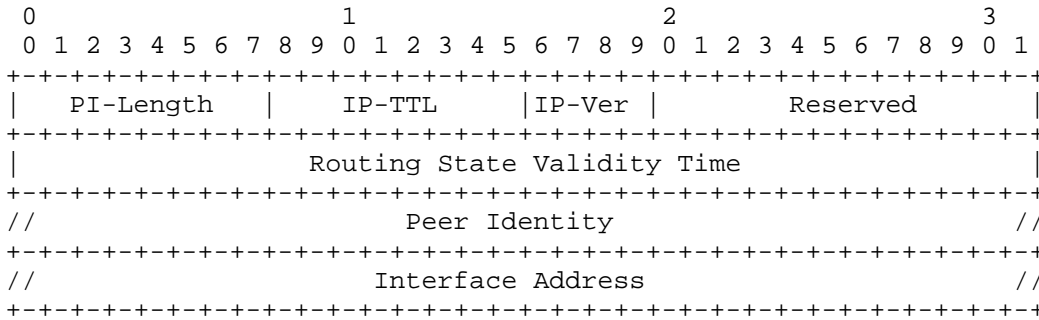 0                   1                   2                   3
 0 1 2 3 4 5 6 7 8 9 0 1 2 3 4 5 6 7 8 9 0 1 2 3 4 5 6 7 8 9 0 1
+-+-+-+-+-+-+-+-+-+-+-+-+-+-+-+-+-+-+-+-+-+-+-+-+-+-+-+-+-+-+-+-+
|   PI-Length   |    IP-TTL     |IP-Ver |        Reserved       |
+-+-+-+-+-+-+-+-+-+-+-+-+-+-+-+-+-+-+-+-+-+-+-+-+-+-+-+-+-+-+-+-+
|                  Routing State Validity Time                  |
+-+-+-+-+-+-+-+-+-+-+-+-+-+-+-+-+-+-+-+-+-+-+-+-+-+-+-+-+-+-+-+-+
//                       Peer Identity                         //
+-+-+-+-+-+-+-+-+-+-+-+-+-+-+-+-+-+-+-+-+-+-+-+-+-+-+-+-+-+-+-+-+
//                     Interface Address                       //
+-+-+-+-+-+-+-+-+-+-+-+-+-+-+-+-+-+-+-+-+-+-+-+-+-+-+-+-+-+-+-+-+